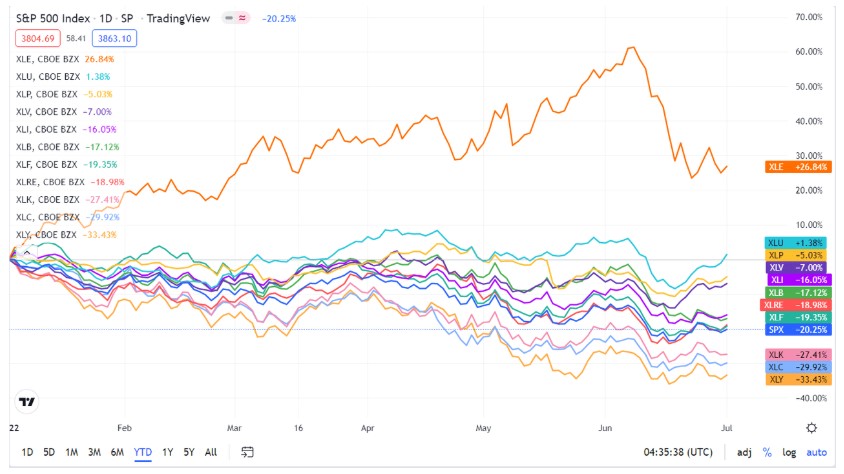 S&P 500 Index · 1D · SP · TradingView −20.25%
3804.69 58.41 3863.10
XLE, CBOE BZX 26.84%
XLU, CBOE BZX 1.38%
XLP, CBOE BZX −5.03%
XLV, CBOE BZX −7.00%
XLI, CBOE BZX −16.05%
XLB, CBOE BZX −17.12%
XLF, CBOE BZX −19.35%
XLRE, CBOE BZX −18.98%
XLK, CBOE BZX −27.41%
XLC, CBOE BZX −29.92%
XLY, CBOE BZX −33.43%
70.00%
60.00%
50.00%
40.00%
XLE +26.84%
30.00%
20.00%
10.00%
XLU +1.38%
XLP −5.03%
XLV −7.00%
XLI −16.05%
XLB −17.12%
XLRE −18.98%
XLF −19.35%
SPX −20.25%
XLK −27.41%
XLC −29.92%
XLY −33.43%
−40.00%
22 Feb Mar 16 Apr May Jun Jul
1D 5D 1M 3M 6M YTD 1Y 5Y All 04:35:38 (UTC) adj % log auto